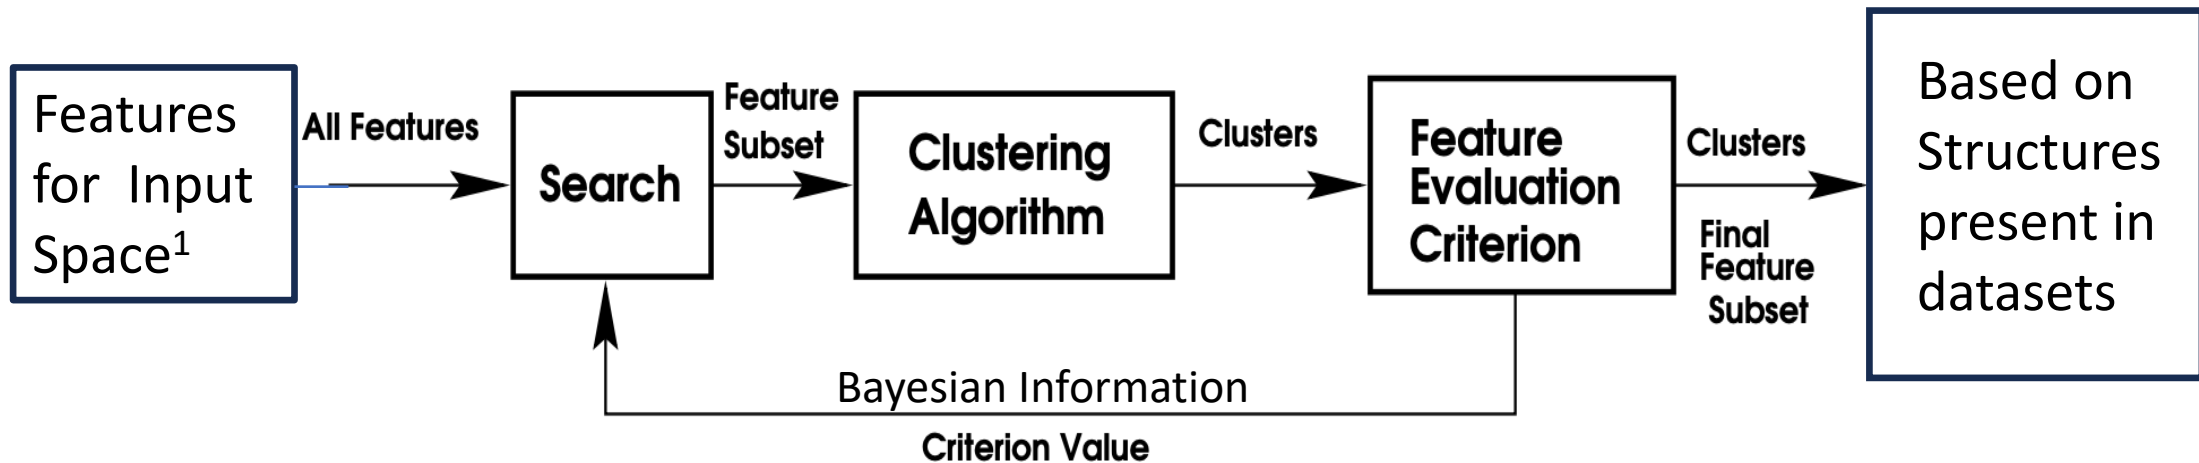 Features
for Input
Space¹
All Features
Search
Feature
Subset
Clustering
Algorithm
Clusters
Feature
Evaluation
Criterion
Clusters
Final
Feature
Subset
Based on
Structures
present in
datasets
Bayesian Information
Criterion Value